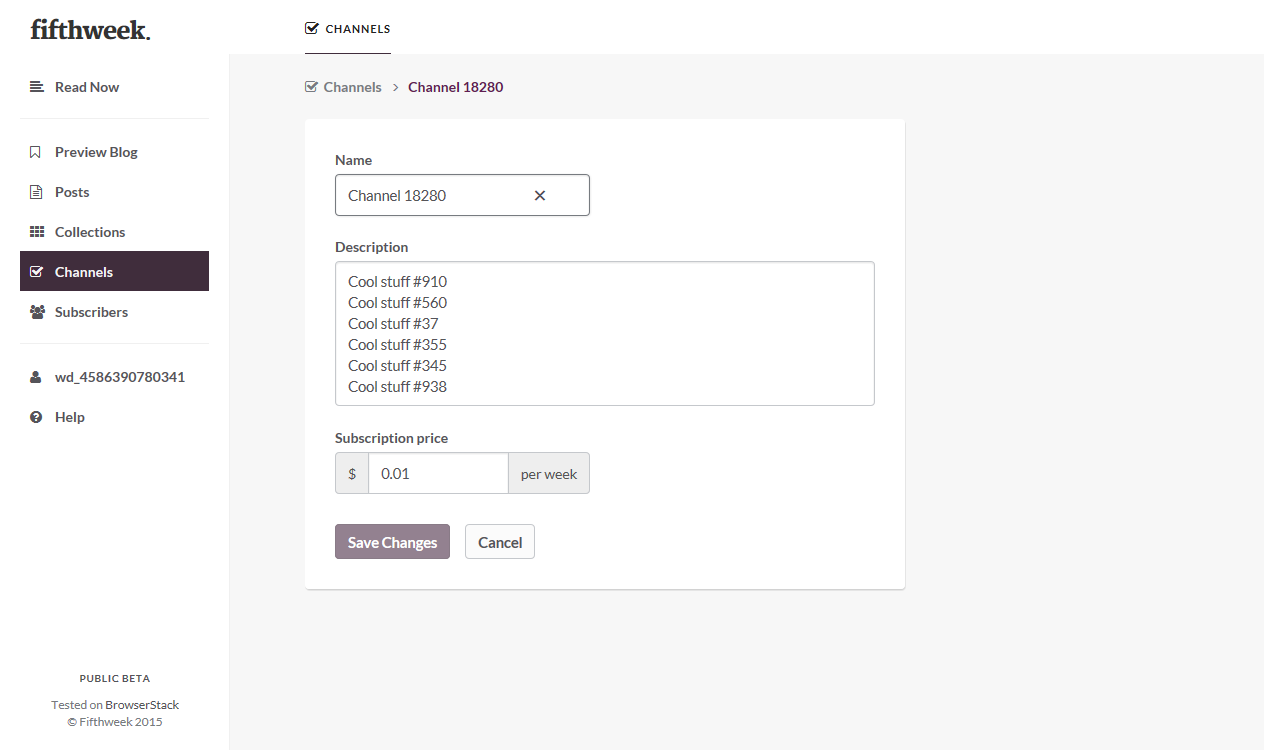 fifthweek.
CHANNELS
Read Now
Preview Blog
Posts
Collections
Channels
Subscribers
wd_4586390780341
Help
PUBLIC BETA
Tested on BrowserStack
© Fifthweek 2015
Channels > Channel 18280
Name
Channel 18280
Description
Cool stuff #910
Cool stuff #560
Cool stuff #37
Cool stuff #355
Cool stuff #345
Cool stuff #938
Subscription price
$ 0.01 per week
Save Changes Cancel